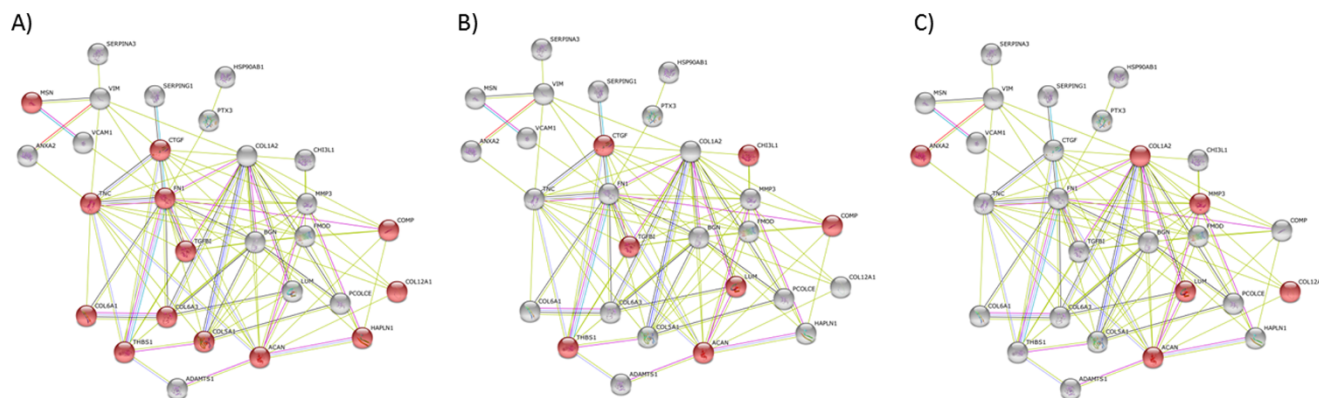 A)
SERPINA3
HSP90AB1
MSN
VIM
SERPING1
PTX3
VCAM1
ANXA2
CTGF
COL1A2
CHI3L1
TNC
FN1
MMP3
COMP
TGFBI
BGN
FMOD
COL12A1
LUM
PCOLCE
COL6A1
COL6A3
COL5A1
HAPLN1
THBS1
ACAN
ADAMTS1
B)
SERPINA3
HSP90AB1
MSN
VIM
SERPING1
PTX3
VCAM1
ANXA2
CTGF
COL1A2
CHI3L1
TNC
FN1
MMP3
COMP
TGFBI
BGN
FMOD
COL12A1
LUM
PCOLCE
COL6A1
COL6A3
COL5A1
HAPLN1
THBS1
ACAN
ADAMTS1
C)
SERPINA3
HSP90AB1
MSN
VIM
SERPING1
PTX3
VCAM1
ANXA2
CTGF
COL1A2
CHI3L1
TNC
FN1
MMP3
COMP
TGFBI
BGN
FMOD
COL12A
LUM
PCOLCE
COL6A1
COL6A3
COL5A1
HAPLN1
THBS1
ACAN
ADAMTS1